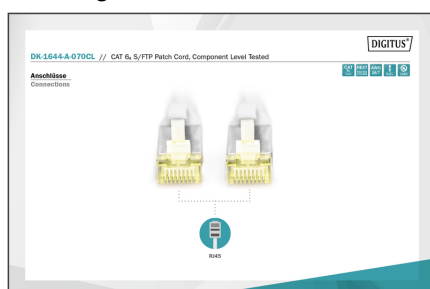 DIGITUS®
DK-1644-A-070CL // CAT 6A S/FTP Patch Cord, Component Level Tested
Anschlüsse
Connections
RJ45